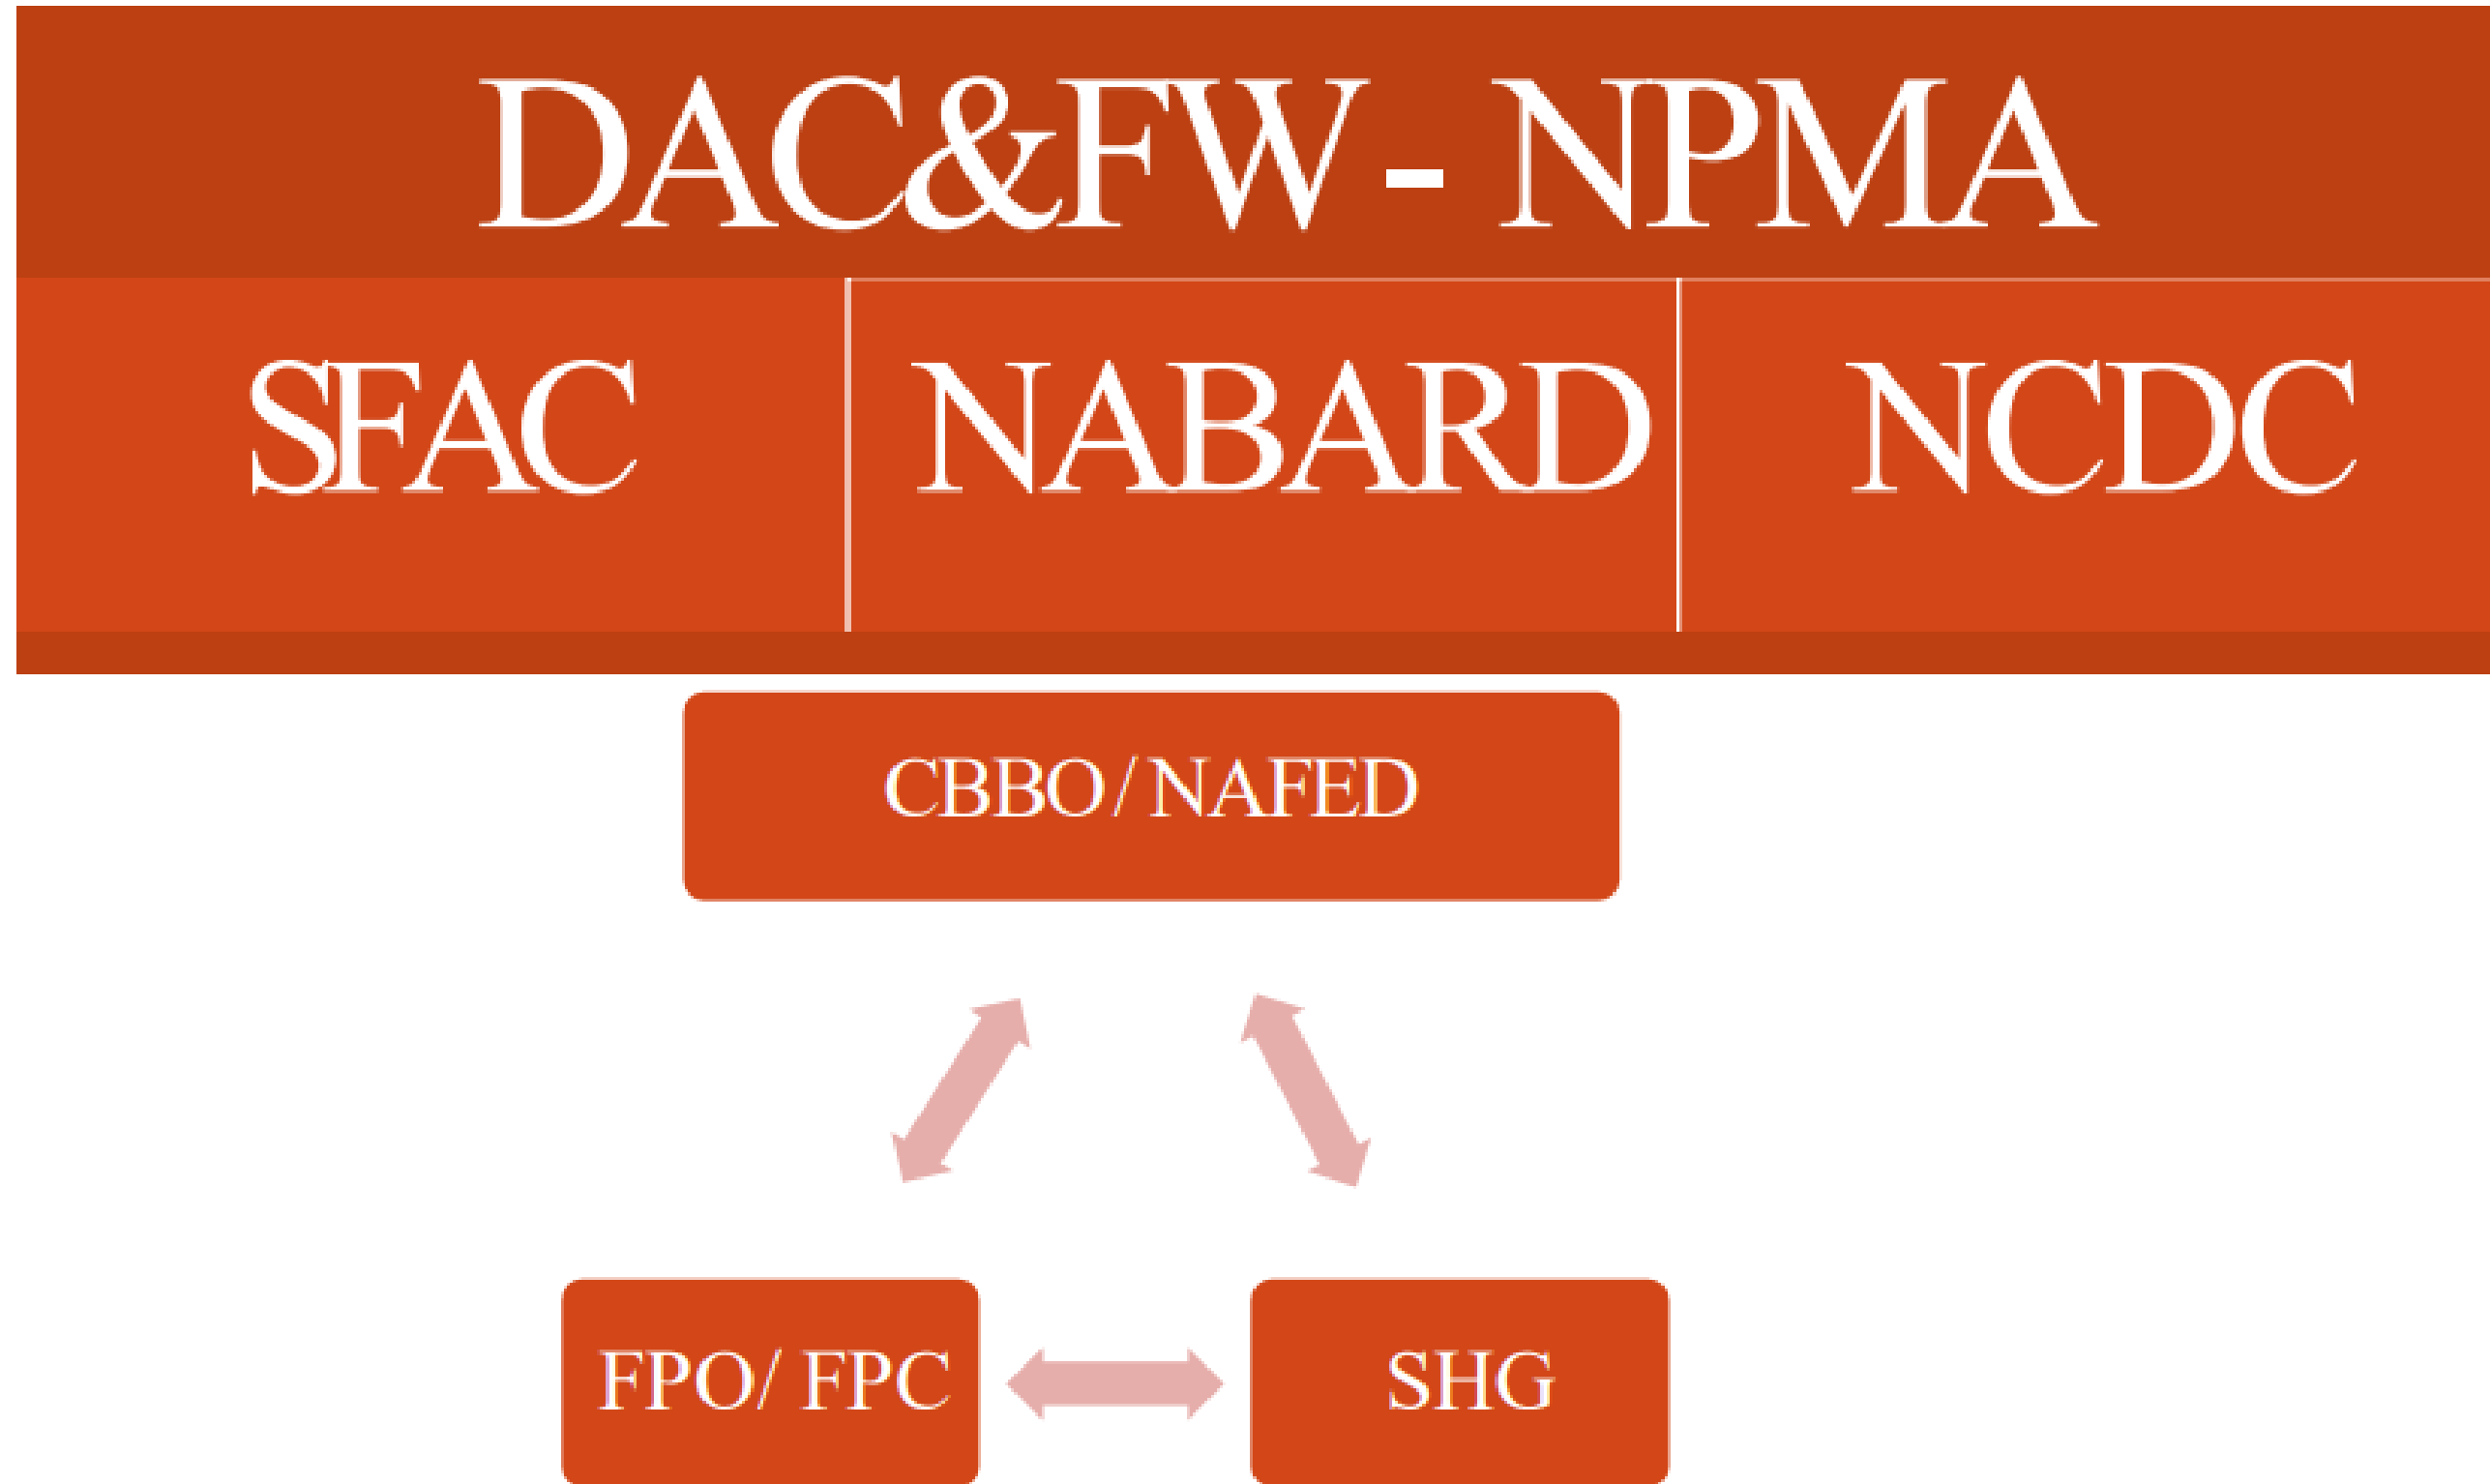 DAC&FW - NPMA
SFAC NABARD NCDC
CBBO / NAFED
FPO/ FPC SHG